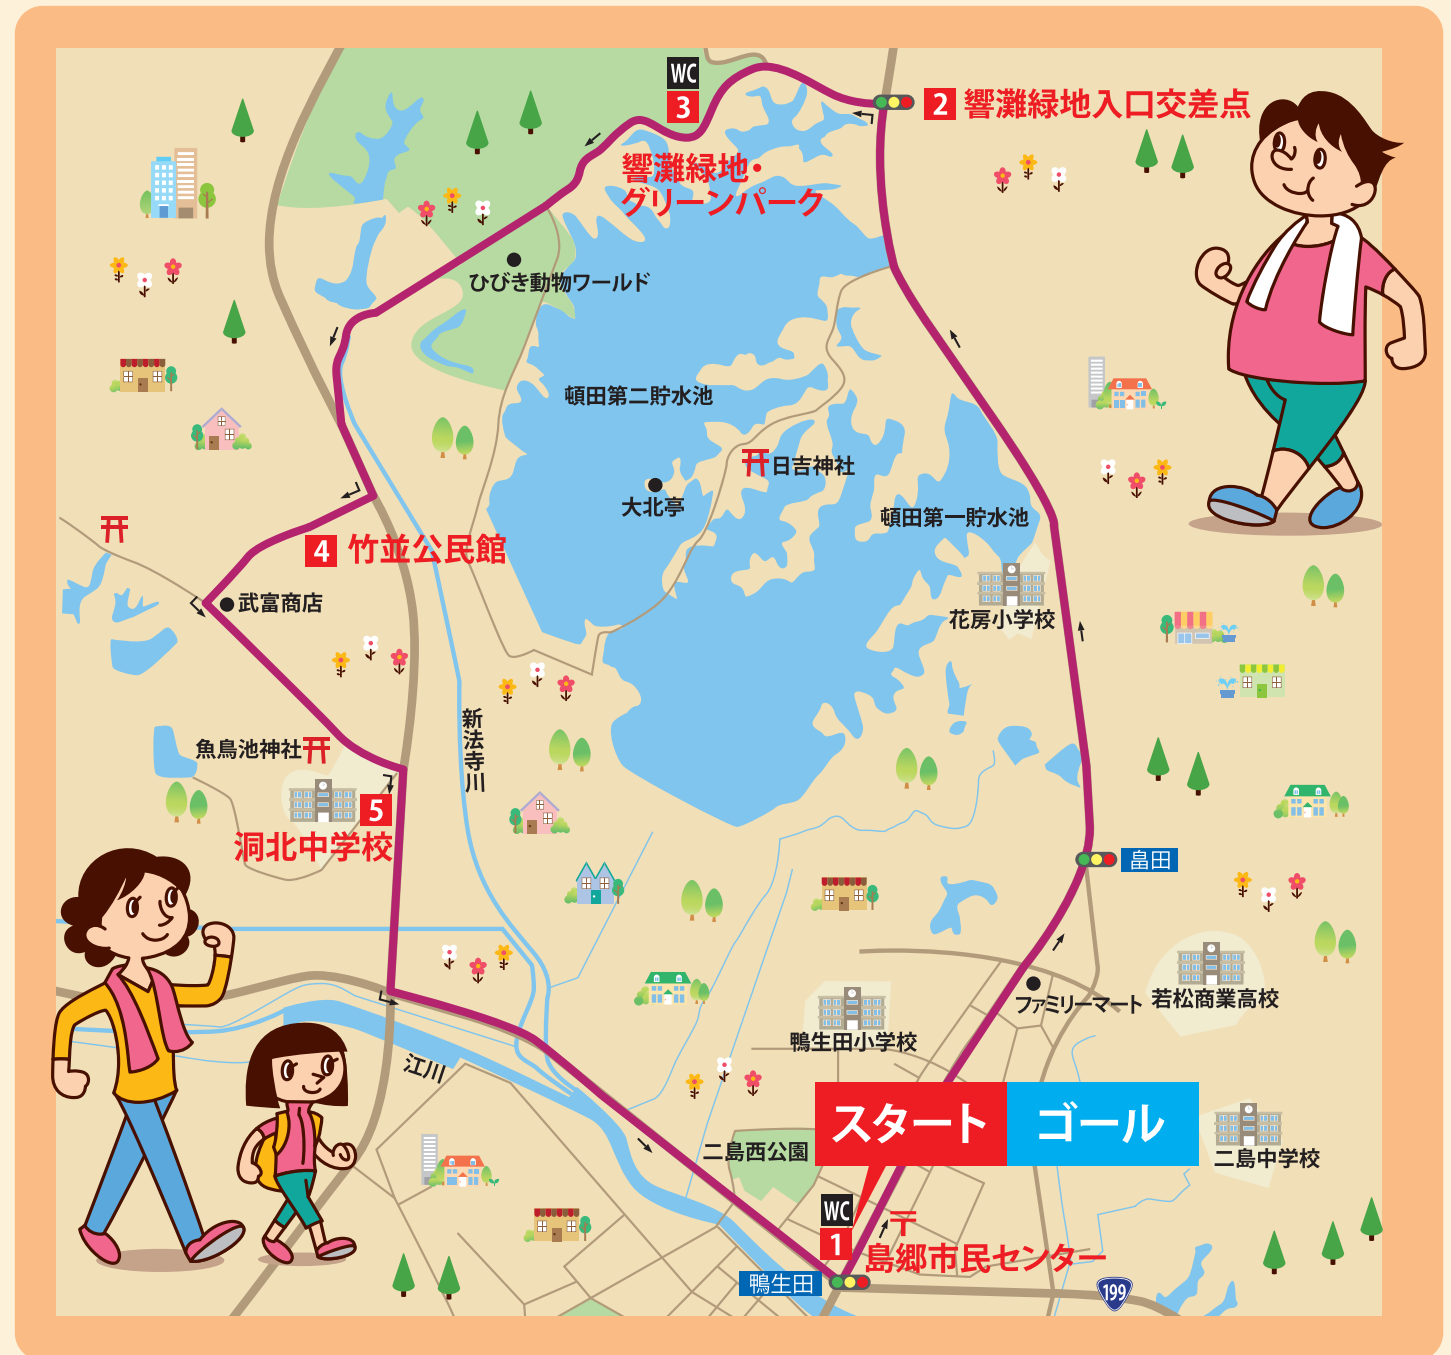 WC
3
2 響灘緑地入口交差点
響灘緑地・
グリーンパーク
ひびき動物ワールド
頓田第二貯水池
日吉神社
大北亭
頓田第一貯水池
4 竹並公民館
武富商店
花房小学校
新法寺川
魚鳥池神社
5
洞北中学校
畠田
ファミリーマート
若松商業高校
鴨生田小学校
江川
スタート
ゴール
二島西公園
二島中学校
WC
1
島郷市民センター
鴨生田
199